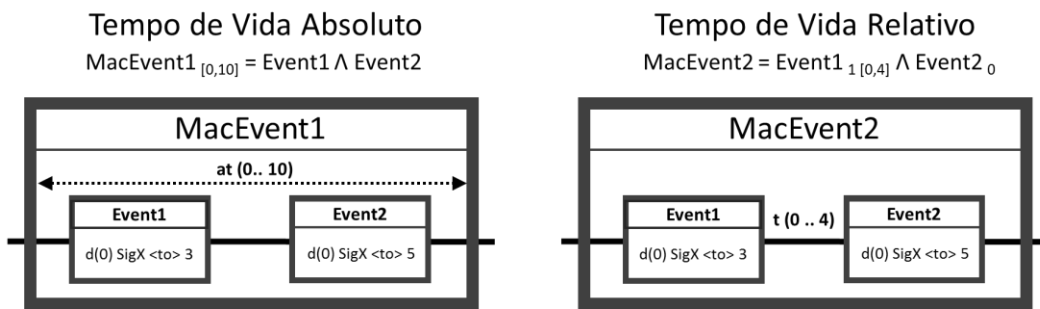 Tempo de Vida Absoluto
MacEvent1 [0,10] = Event1 Λ Event2
MacEvent1
at (0.. 10)
Event1
d(0) SigX <to> 3
Event2
d(0) SigX <to> 5
Tempo de Vida Relativo
MacEvent2 = Event1 1 [0,4] Λ Event2 0
MacEvent2
Event1
d(0) SigX <to> 3
t (0 .. 4)
Event2
d(0) SigX <to> 5